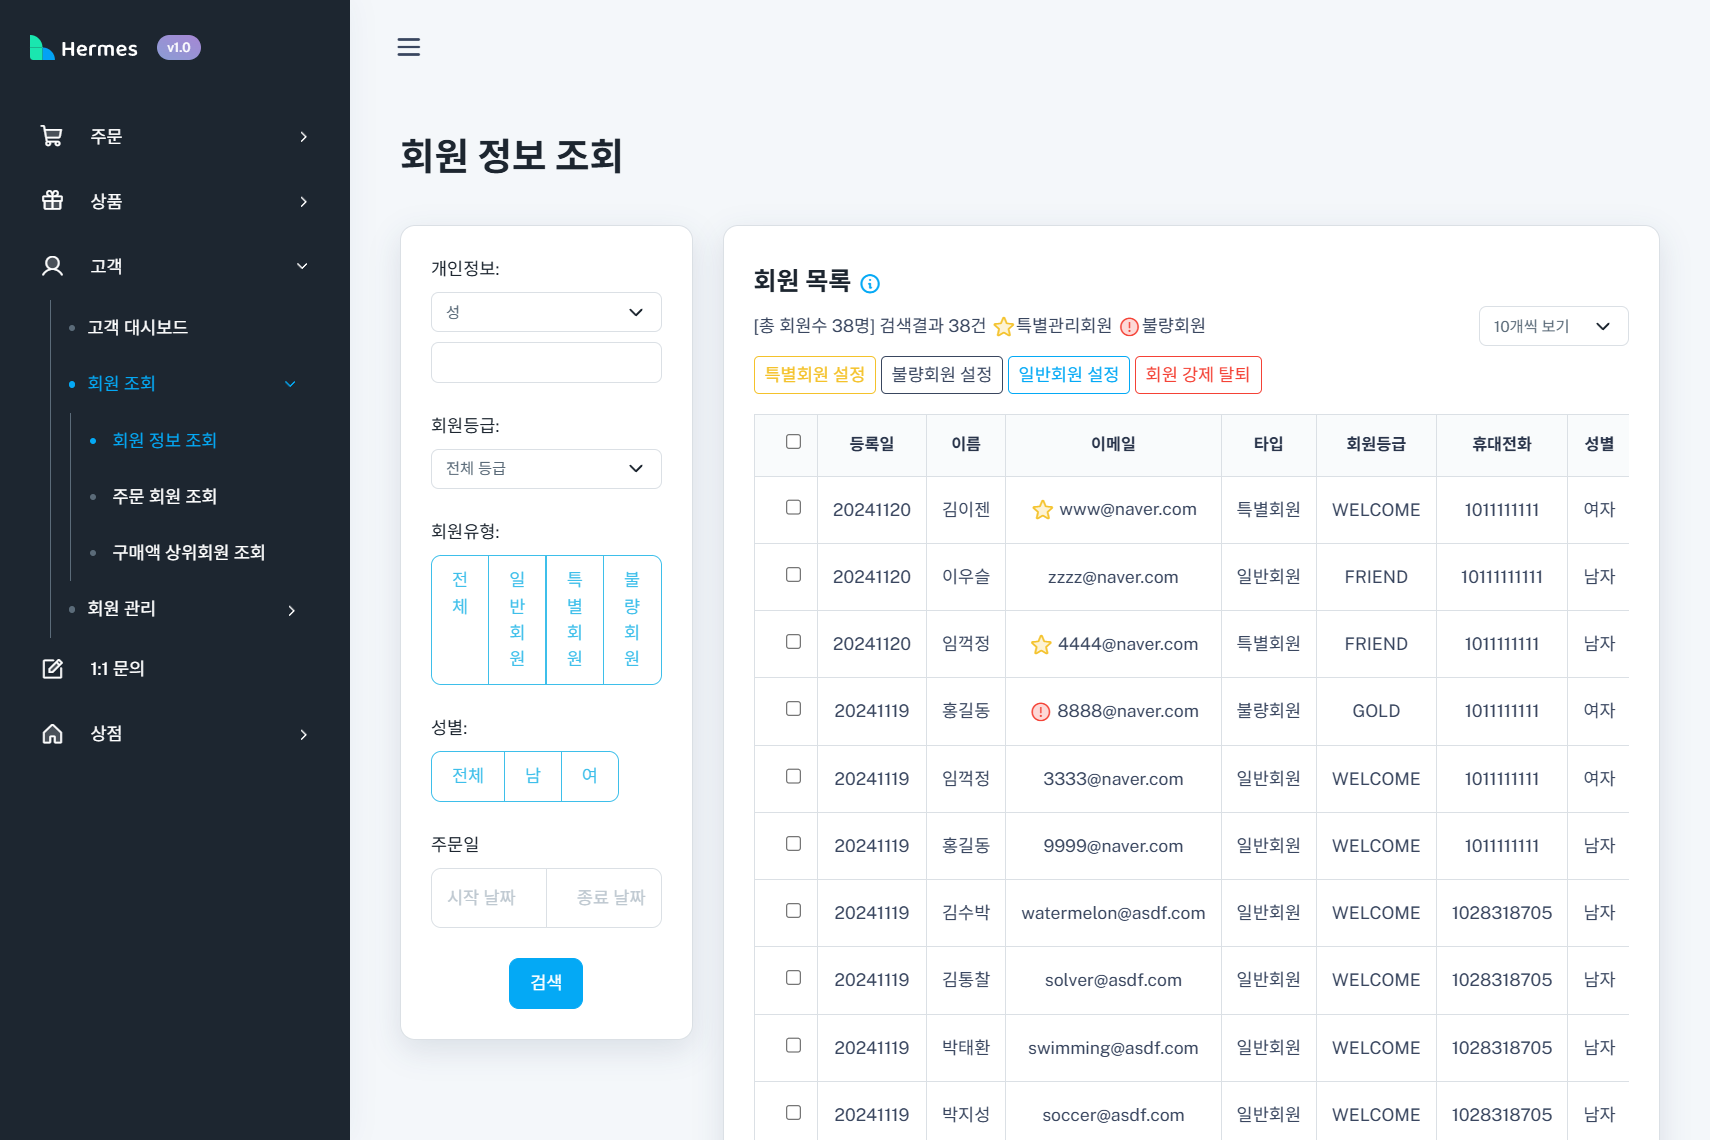 Hermes v1.0
주문
상품
고객
고객 대시보드
회원 조회
회원 정보 조회
주문 회원 조회
구매액 상위회원 조회
회원 관리
1:1 문의
상점
회원 정보 조회
개인정보:
성
회원등급:
전체 등급
회원유형:
전체 일반회원 특별회원 불량회원
성별:
전체 남 여
주문일
시작 날짜 종료 날짜
검색
회원 목록
[총 회원수 38명] 검색결과 38건 특별관리회원 불량회원
10개씩 보기
특별회원 설정 불량회원 설정 일반회원 설정 회원 강제 탈퇴
등록일 이름 이메일 타입 회원등급 휴대전화 성별
20241120 김이젠 www@naver.com 특별회원 WELCOME 1011111111 여자
20241120 이우슬 zzzz@naver.com 일반회원 FRIEND 10111111111 남자
20241120 임꺽정 4444@naver.com 특별회원 FRIEND 1011111111 남자
20241119 홍길동 8888@naver.com 불량회원 GOLD 1011111111 여자
20241119 임꺽정 3333@naver.com 일반회원 WELCOME 1011111111 여자
20241119 홍길동 9999@naver.com 일반회원 WELCOME 1011111111 남자
20241119 김수박 watermelon@asdf.com 일반회원 WELCOME 1028318705 남자
20241119 김통찰 solver@asdf.com 일반회원 WELCOME 1028318705 남자
20241119 박태환 swimming@asdf.com 일반회원 WELCOME 1028318705 남자
20241119 박지성 soccer@asdf.com 일반회원 WELCOME 1028318705 남자